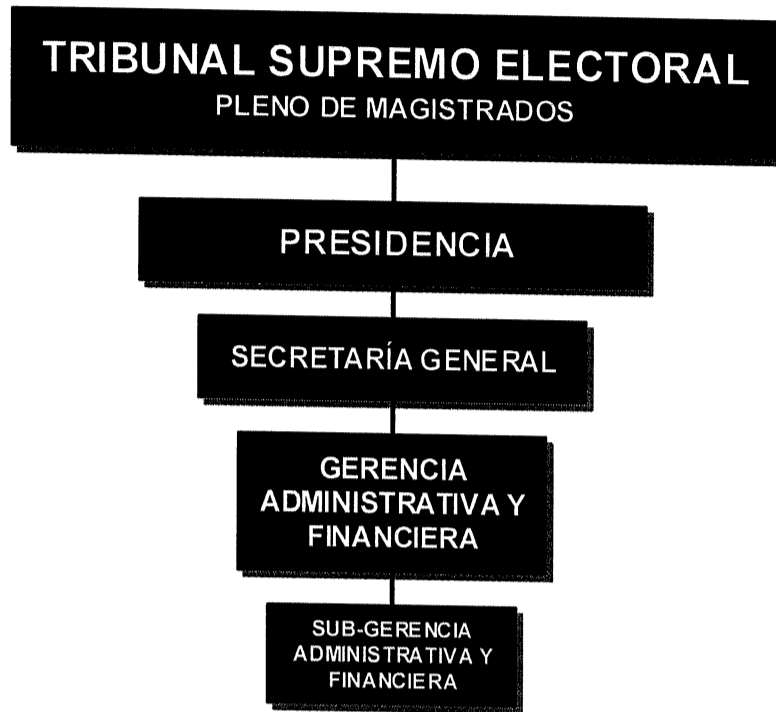 TRIBUNAL SUPREMO ELECTORAL
PLENO DE MAGISTRADOS
PRESIDENCIA
SECRETARÍA GENERAL
GERENCIA
ADMINISTRATIVA Y
FINANCIERA
SUB-GERENCIA
ADMINISTRATIVA Y
FINANCIERA